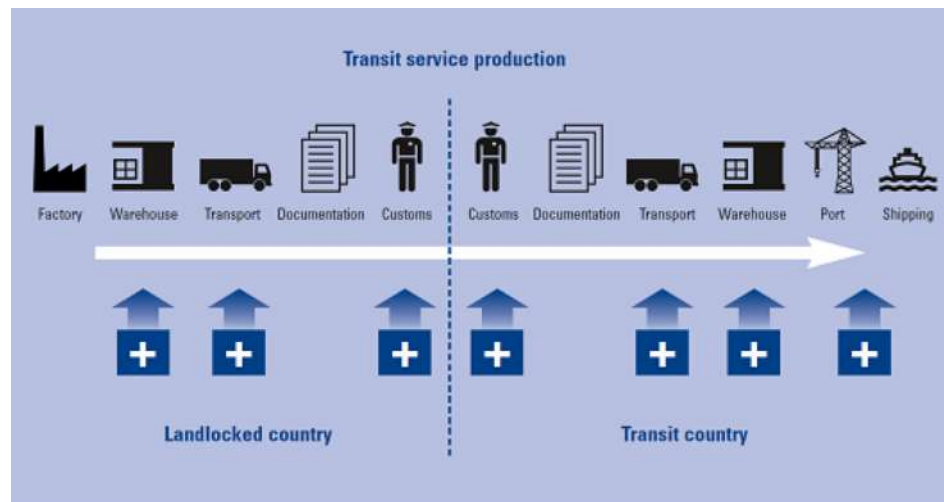 Transit service production
Factory Warehouse Transport Documentation Customs Customs Documentation Transport Warehouse Port Shipping
+ + + + + + +
Landlocked country Transit country